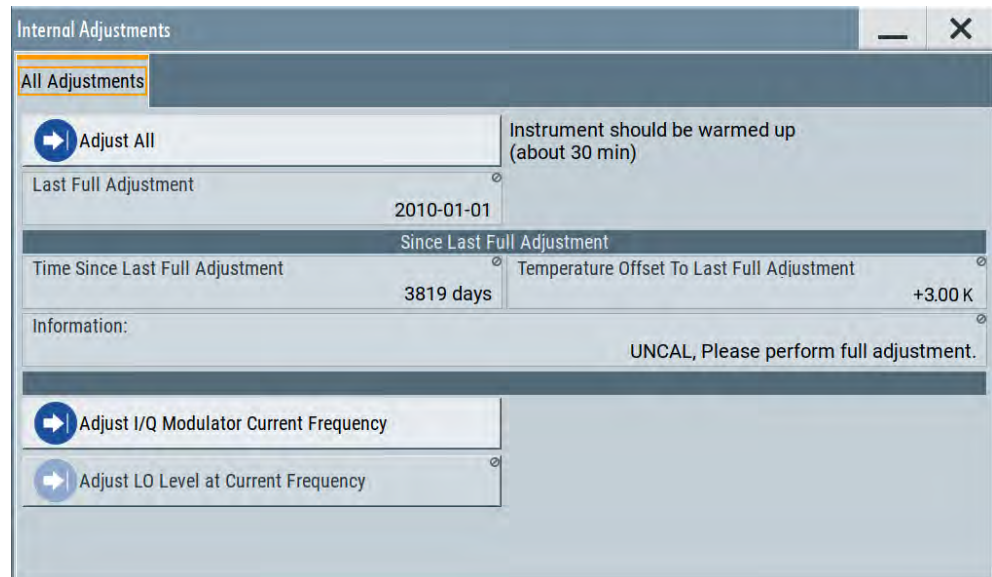 Internal Adjustments
All Adjustments
Adjust All
Instrument should be warmed up
(about 30 min)
Last Full Adjustment
2010-01-01
Since Last Full Adjustment
Time Since Last Full Adjustment
3819 days
Temperature Offset To Last Full Adjustment
+3.00 K
Information:
UNCAL, Please perform full adjustment.
Adjust I/Q Modulator Current Frequency
Adjust LO Level at Current Frequency